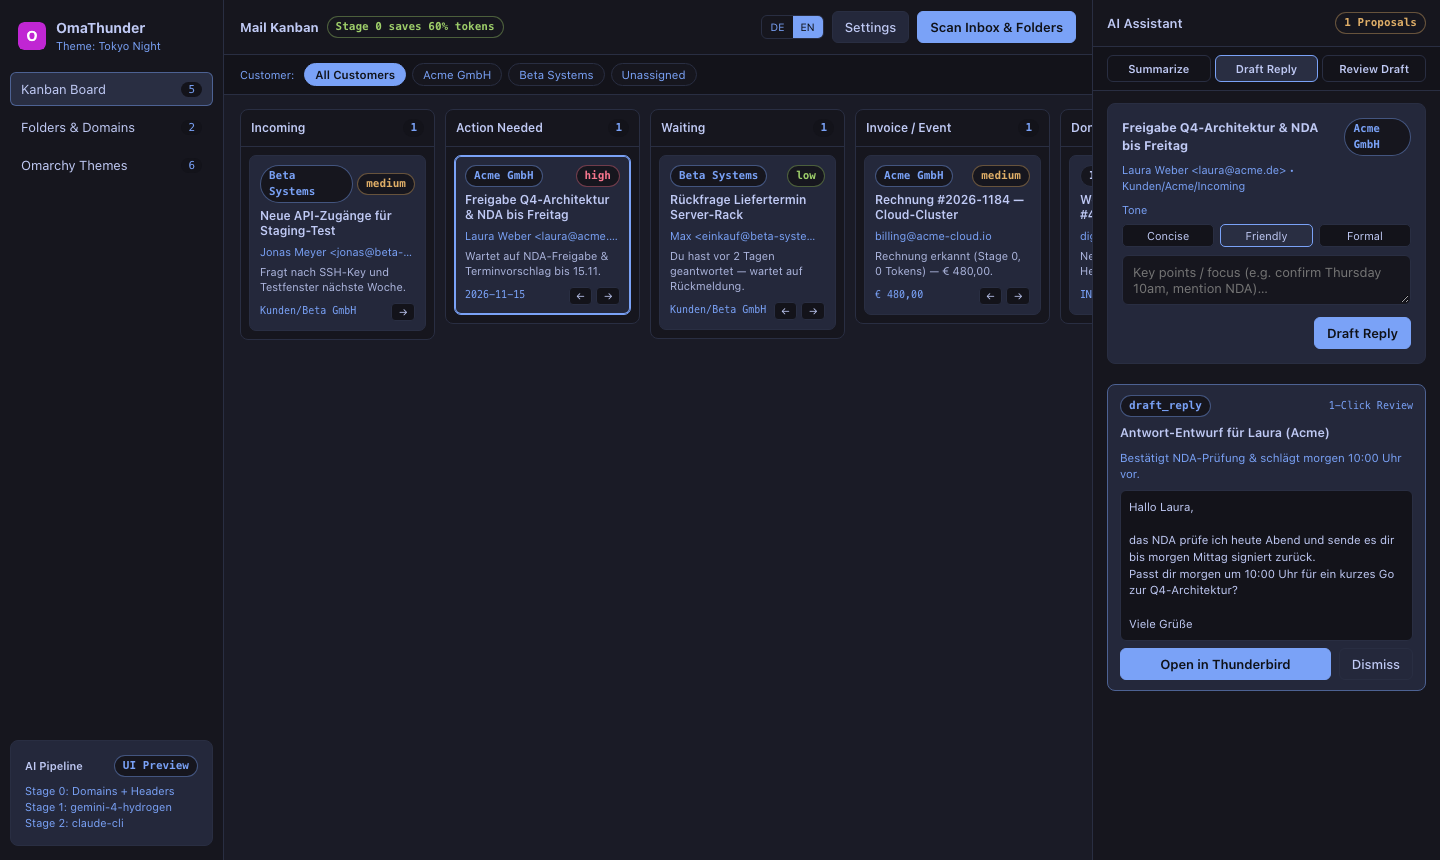 O
OmaThunder
Theme: Tokyo Night
Kanban Board 5
Folders & Domains 2
Omarchy Themes 6
AI Pipeline UI Preview
Stage 0: Domains + Headers
Stage 1: gemini-4-hydrogen
Stage 2: claude-cli
Mail Kanban Stage 0 saves 60% tokens DE EN Settings Scan Inbox & Folders
Customer: All Customers Acme GmbH Beta Systems Unassigned
Incoming 1
Beta
Systems
medium
Neue API-Zugänge für
Staging-Test
Jonas Meyer <jonas@beta-...
Fragt nach SSH-Key und
Testfenster nächste Woche.
Kunden/Beta GmbH →
Action Needed 1
Acme GmbH high
Freigabe Q4-Architektur
& NDA bis Freitag
Laura Weber <laura@acme....
Wartet auf NDA-Freigabe &
Terminvorschlag bis 15.11.
2026-11-15 ← →
Waiting 1
Beta Systems low
Rückfrage Liefertermin
Server-Rack
Max <einkauf@beta-syste...
Du hast vor 2 Tagen
geantwortet — wartet auf
Rückmeldung.
Kunden/Beta GmbH ← →
Invoice / Event 1
Acme GmbH medium
Rechnung #2026-1184 —
Cloud-Cluster
billing@acme-cloud.io
Rechnung erkannt (Stage 0,
0 Tokens) — € 480,00.
€ 480,00 ← →
AI Assistant 1 Proposals
Summarize Draft Reply Review Draft
Freigabe Q4-Architektur & NDA
bis Freitag
Acme
GmbH
Laura Weber <laura@acme.de> •
Kunden/Acme/Incoming
Tone
Concise Friendly Formal
Key points / focus (e.g. confirm Thursday
10am, mention NDA)...
Draft Reply
draft_reply 1-Click Review
Antwort-Entwurf für Laura (Acme)
Bestätigt NDA-Prüfung & schlägt morgen 10:00 Uhr
vor.
Hallo Laura,
das NDA prüfe ich heute Abend und sende es dir
bis morgen Mittag signiert zurück.
Passt dir morgen um 10:00 Uhr für ein kurzes Go
zur Q4-Architektur?
Viele Grüße
Open in Thunderbird Dismiss